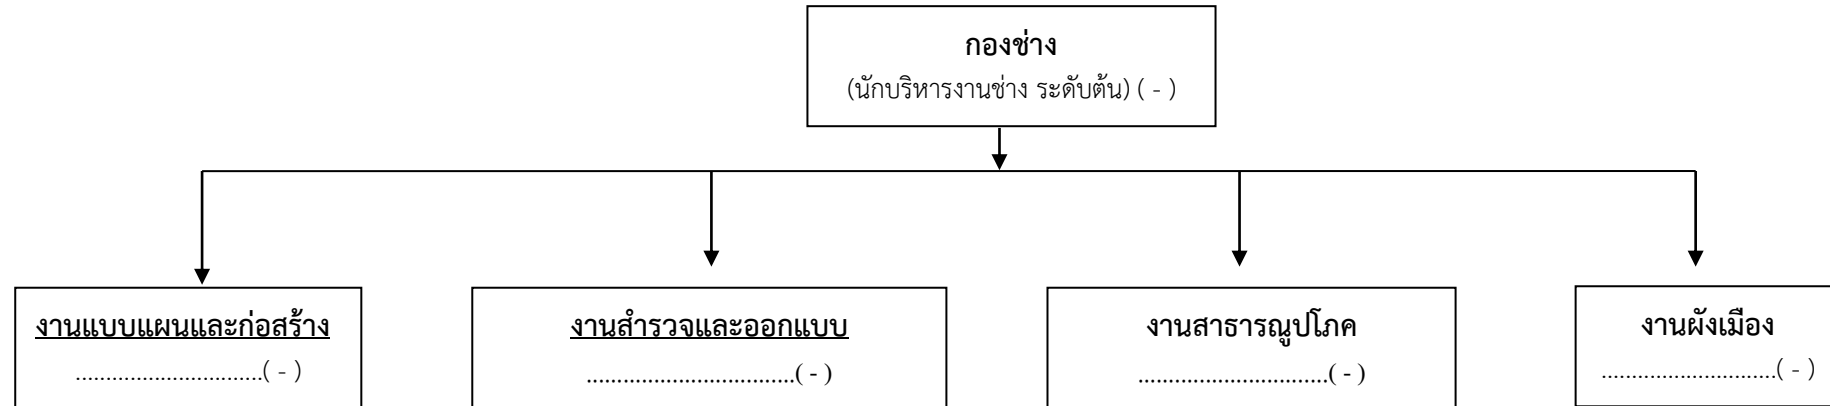 กองช่าง
(นักบริหารงานช่าง ระดับต้น) ( - )
งานแบบแผนและก่อสร้าง
...............................( - )
งานสำรวจและออกแบบ
..................................( - )
งานสาธารณูปโภค
...............................( - )
งานผังเมือง
.............................( - )